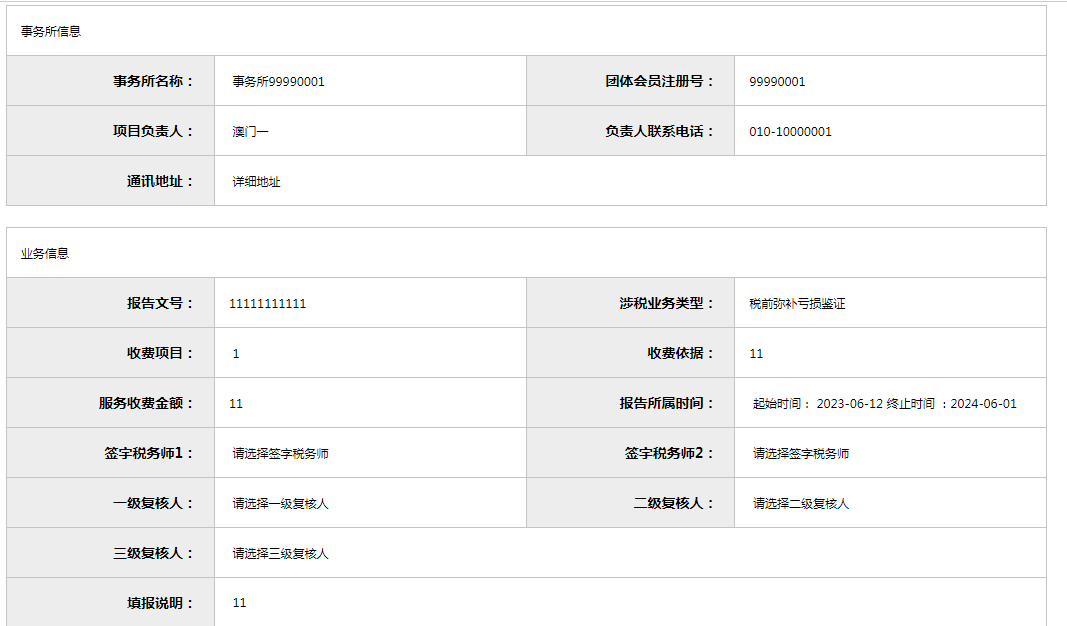 事务所信息
事务所名称： 事务所99990001 团体会员注册号： 99990001
项目负责人： 澳门一 负责人联系电话： 010-10000001
通讯地址： 详细地址
业务信息
报告文号： 11111111111 涉税业务类型： 税前弥补亏损鉴证
收费项目： 1 收费依据： 11
服务收费金额： 11 报告所属时间： 起始时间： 2023-06-12 终止时间 ：2024-06-01
签字税务师1： 请选择签字税务师 签字税务师2： 请选择签字税务师
一级复核人： 请选择一级复核人 二级复核人： 请选择二级复核人
三级复核人： 请选择三级复核人
填报说明： 11